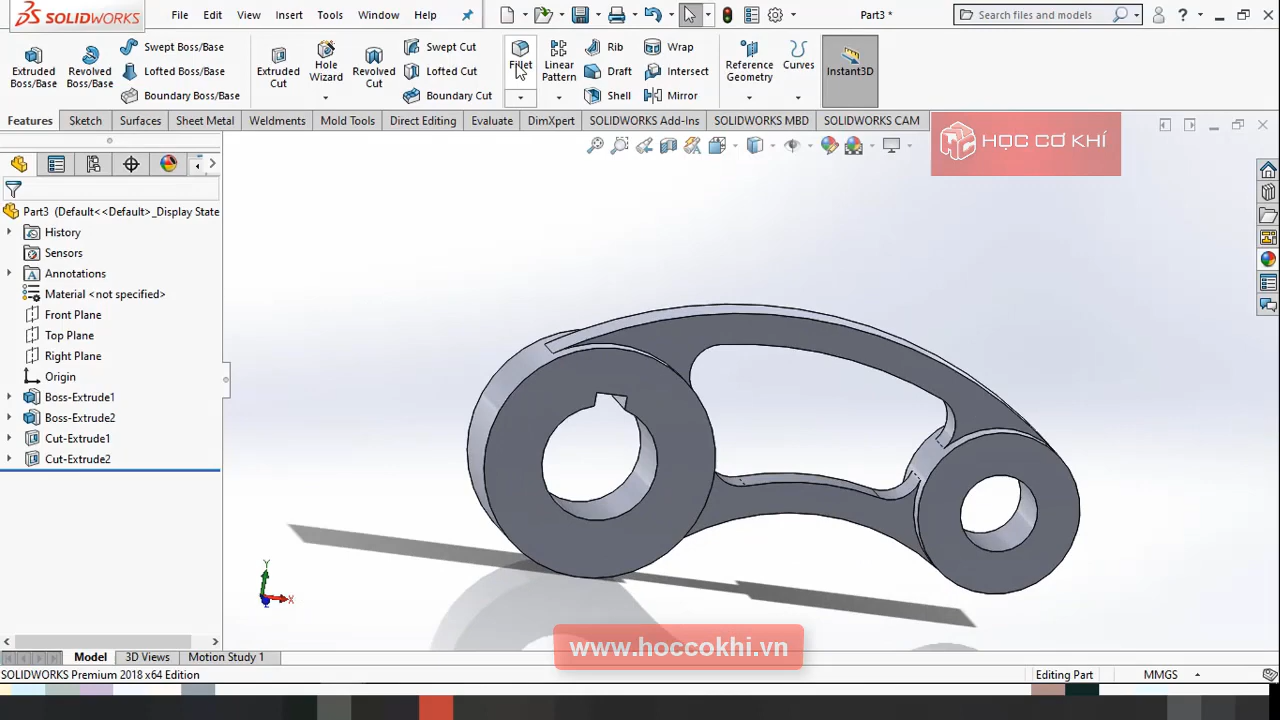 SOLIDWORKS File Edit View Insert Tools Window Help Part3 * Search files and models ?
Extruded Boss/Base Revolved Boss/Base Swept Boss/Base Lofted Boss/Base Boundary Boss/Base
Extruded Cut Hole Wizard Revolved Cut Swept Cut Lofted Cut Boundary Cut
Fillet Linear Pattern Rib Draft Shell Wrap Intersect Mirror
Reference Geometry Curves Instant3D
Features Sketch Surfaces Sheet Metal Weldments Mold Tools Direct Editing Evaluate DimXpert SOLIDWORKS Add-Ins SOLIDWORKS MBD SOLIDWORKS CAM
HỌC CƠ KHÍ
Part3 (Default<<Default>_Display State
History
Sensors
Annotations
Material <not specified>
Front Plane
Top Plane
Right Plane
Origin
Boss-Extrude1
Boss-Extrude2
Cut-Extrude1
Cut-Extrude2
Y
X
Z
www.hoccokhi.vn
Model 3D Views Motion Study 1
SOLIDWORKS Premium 2018 x64 Edition Editing Part MMGS